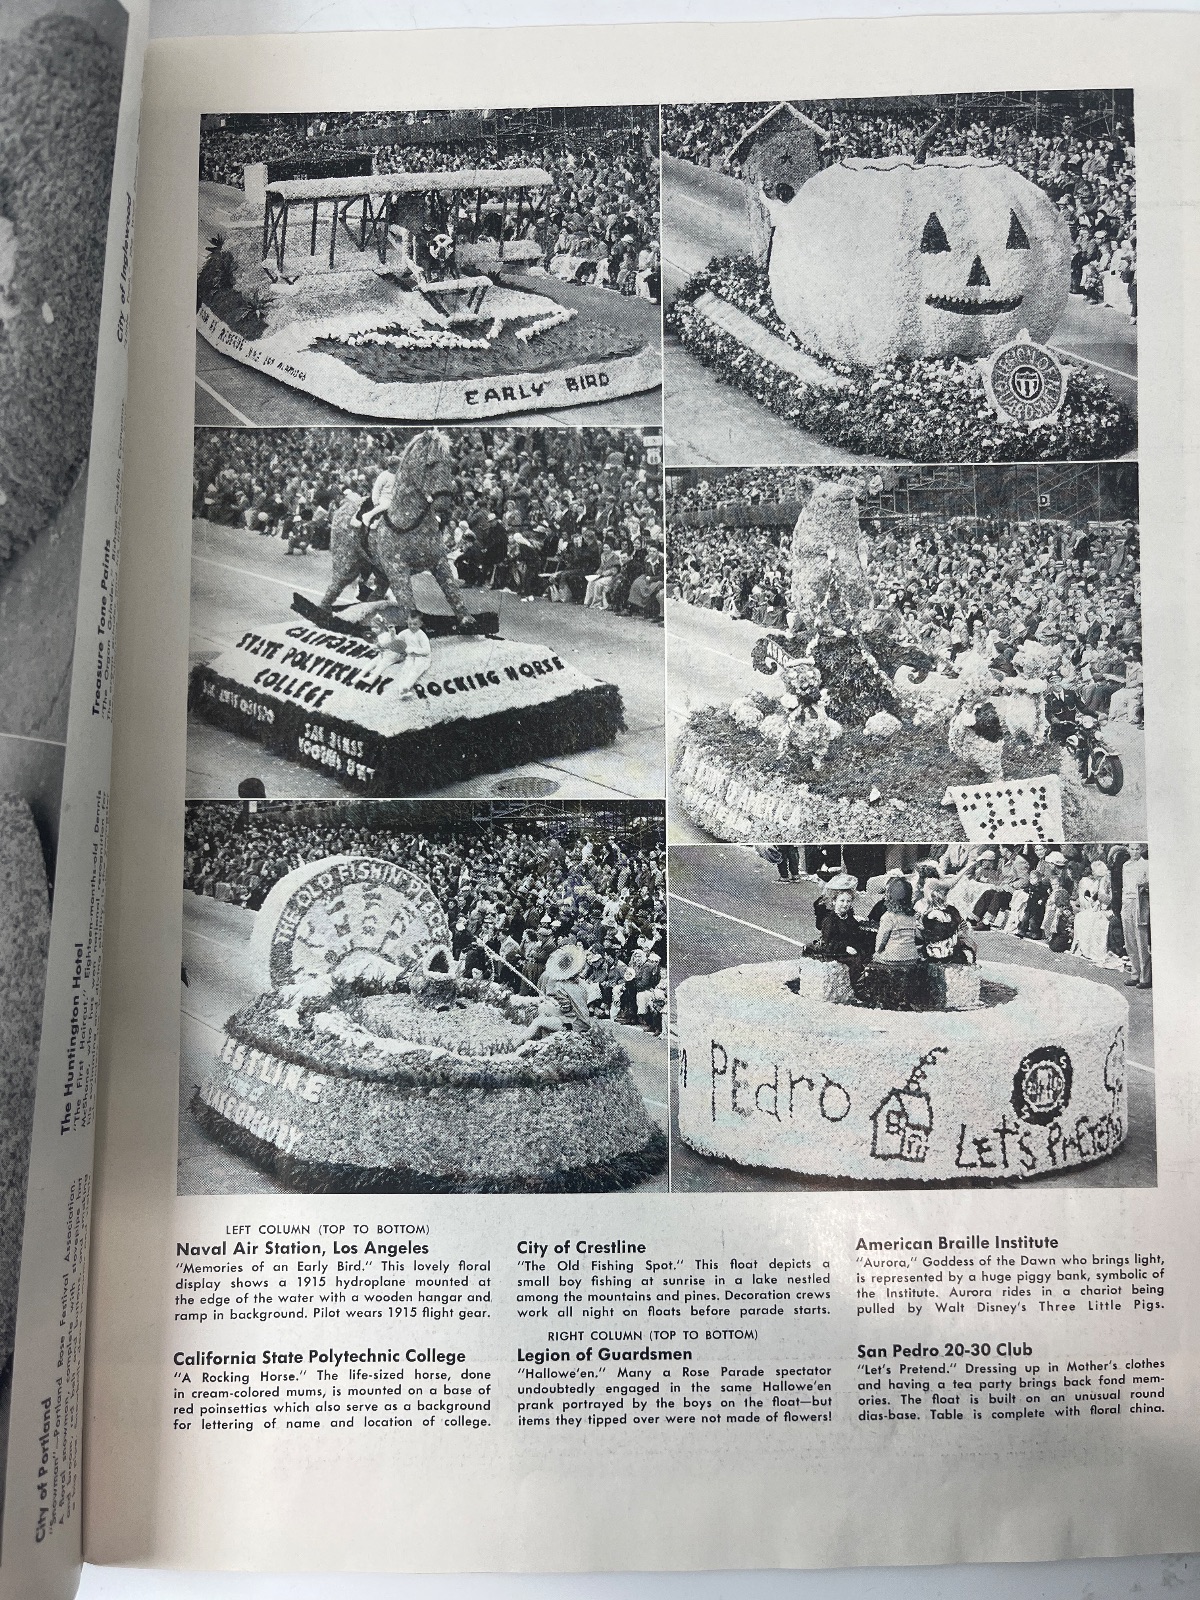 EARLY BIRD
CALIFORNIA
STATE POLYTECHNIC
COLLEGE
ROCKING HORSE
THE OLD FISHIN' PLACE
PEdro
LET'S PrETENd
LEFT COLUMN (TOP TO BOTTOM)
Naval Air Station, Los Angeles
"Memories of an Early Bird." This lovely floral
display shows a 1915 hydroplane mounted at
the edge of the water with a wooden hangar and
ramp in background. Pilot wears 1915 flight gear.
California State Polytechnic College
"A Rocking Horse." The life-sized horse, done
in cream-colored mums, is mounted on a base of
red poinsettias which also serve as a background
for lettering of name and location of college.
City of Crestline
"The Old Fishing Spot." This float depicts a
small boy fishing at sunrise in a lake nestled
among the mountains and pines. Decoration crews
work all night on floats before parade starts.
RIGHT COLUMN (TOP TO BOTTOM)
Legion of Guardsmen
"Hallowe'en." Many a Rose Parade spectator
undoubtedly engaged in the same Hallowe'en
prank portrayed by the boys on the float—but
items they tipped over were not made of flowers!
American Braille Institute
"Aurora," Goddess of the Dawn who brings light,
is represented by a huge piggy bank, symbolic of
the Institute. Aurora rides in a chariot being
pulled by Walt Disney's Three Little Pigs.
San Pedro 20-30 Club
"Let's Pretend." Dressing up in Mother's clothes
and having a tea party brings back fond mem-
ories. The float is built on an unusual round
dias-base. Table is complete with floral china.
City of Inglewood
Treasure Tone Paints
The Huntington Hotel
"The First Haircut." Eighteen-months-old Dennis
City of Portland
"Snowman"—Portland Rose Festival Association.